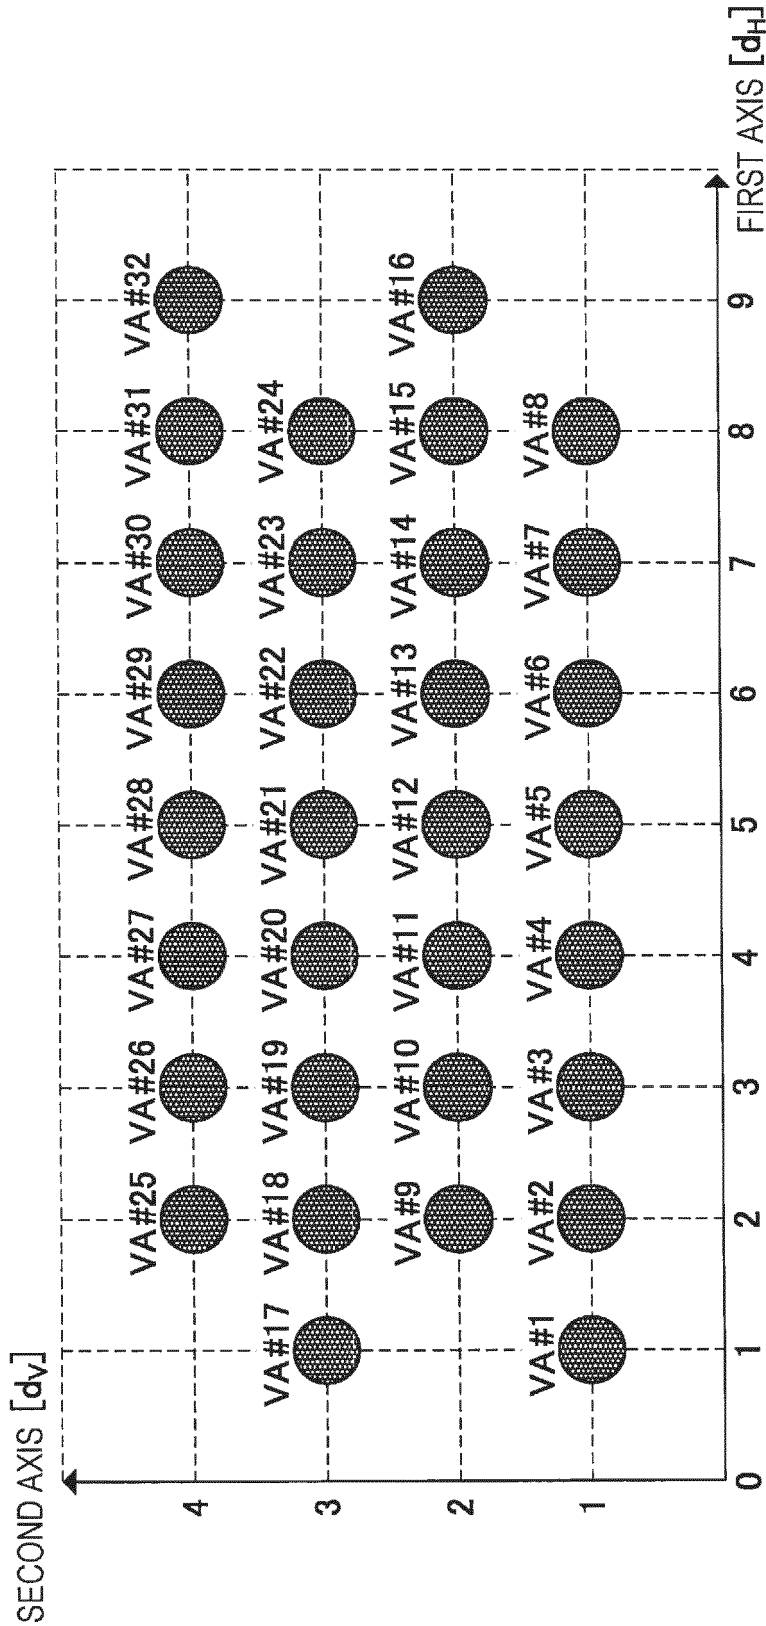 SECOND AXIS [dV]
4
VA#25
VA#26
VA#27
VA#28
VA#29
VA#30
VA#31
VA#32
3
VA#17
VA#18
VA#19
VA#20
VA#21
VA#22
VA#23
VA#24
2
VA#9
VA#10
VA#11
VA#12
VA#13
VA#14
VA#15
VA#16
1
VA#1
VA#2
VA#3
VA#4
VA#5
VA#6
VA#7
VA#8
0 1 2 3 4 5 6 7 8 9
FIRST AXIS [dH]